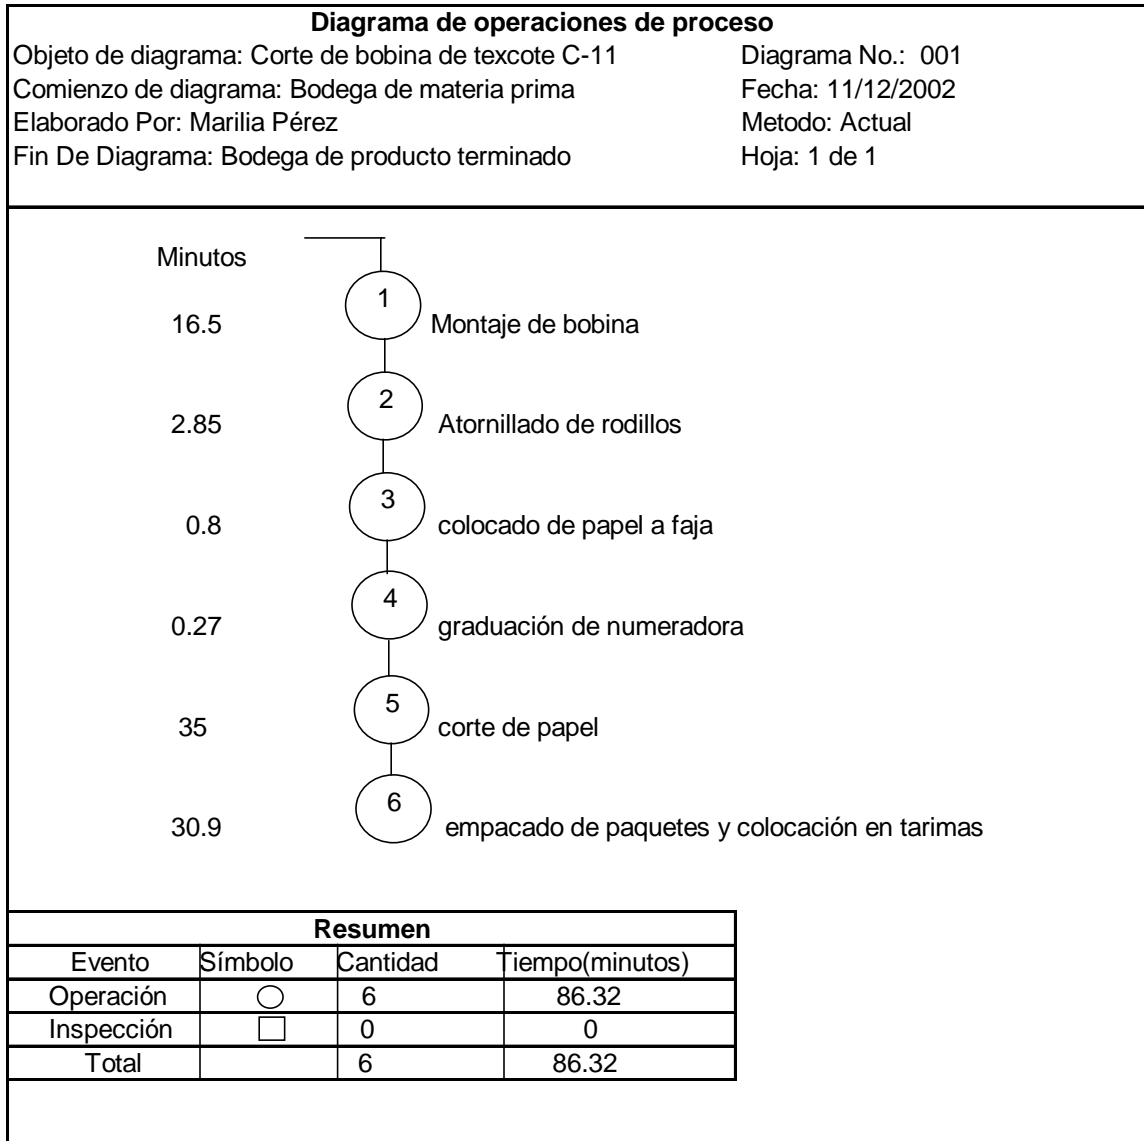 Diagrama de operaciones de proceso
Objeto de diagrama: Corte de bobina de texcote C-11 Diagrama No.: 001
Comienzo de diagrama: Bodega de materia prima Fecha: 11/12/2002
Elaborado Por: Marilia Pérez Metodo: Actual
Fin De Diagrama: Bodega de producto terminado Hoja: 1 de 1
Minutos
16.5 1 Montaje de bobina
2.85 2 Atornillado de rodillos
0.8 3 colocado de papel a faja
0.27 4 graduación de numeradora
35 5 corte de papel
30.9 6 empacado de paquetes y colocación en tarimas
Resumen
Evento Símbolo Cantidad Tiempo(minutos)
Operación 6 86.32
Inspección 0 0
Total 6 86.32